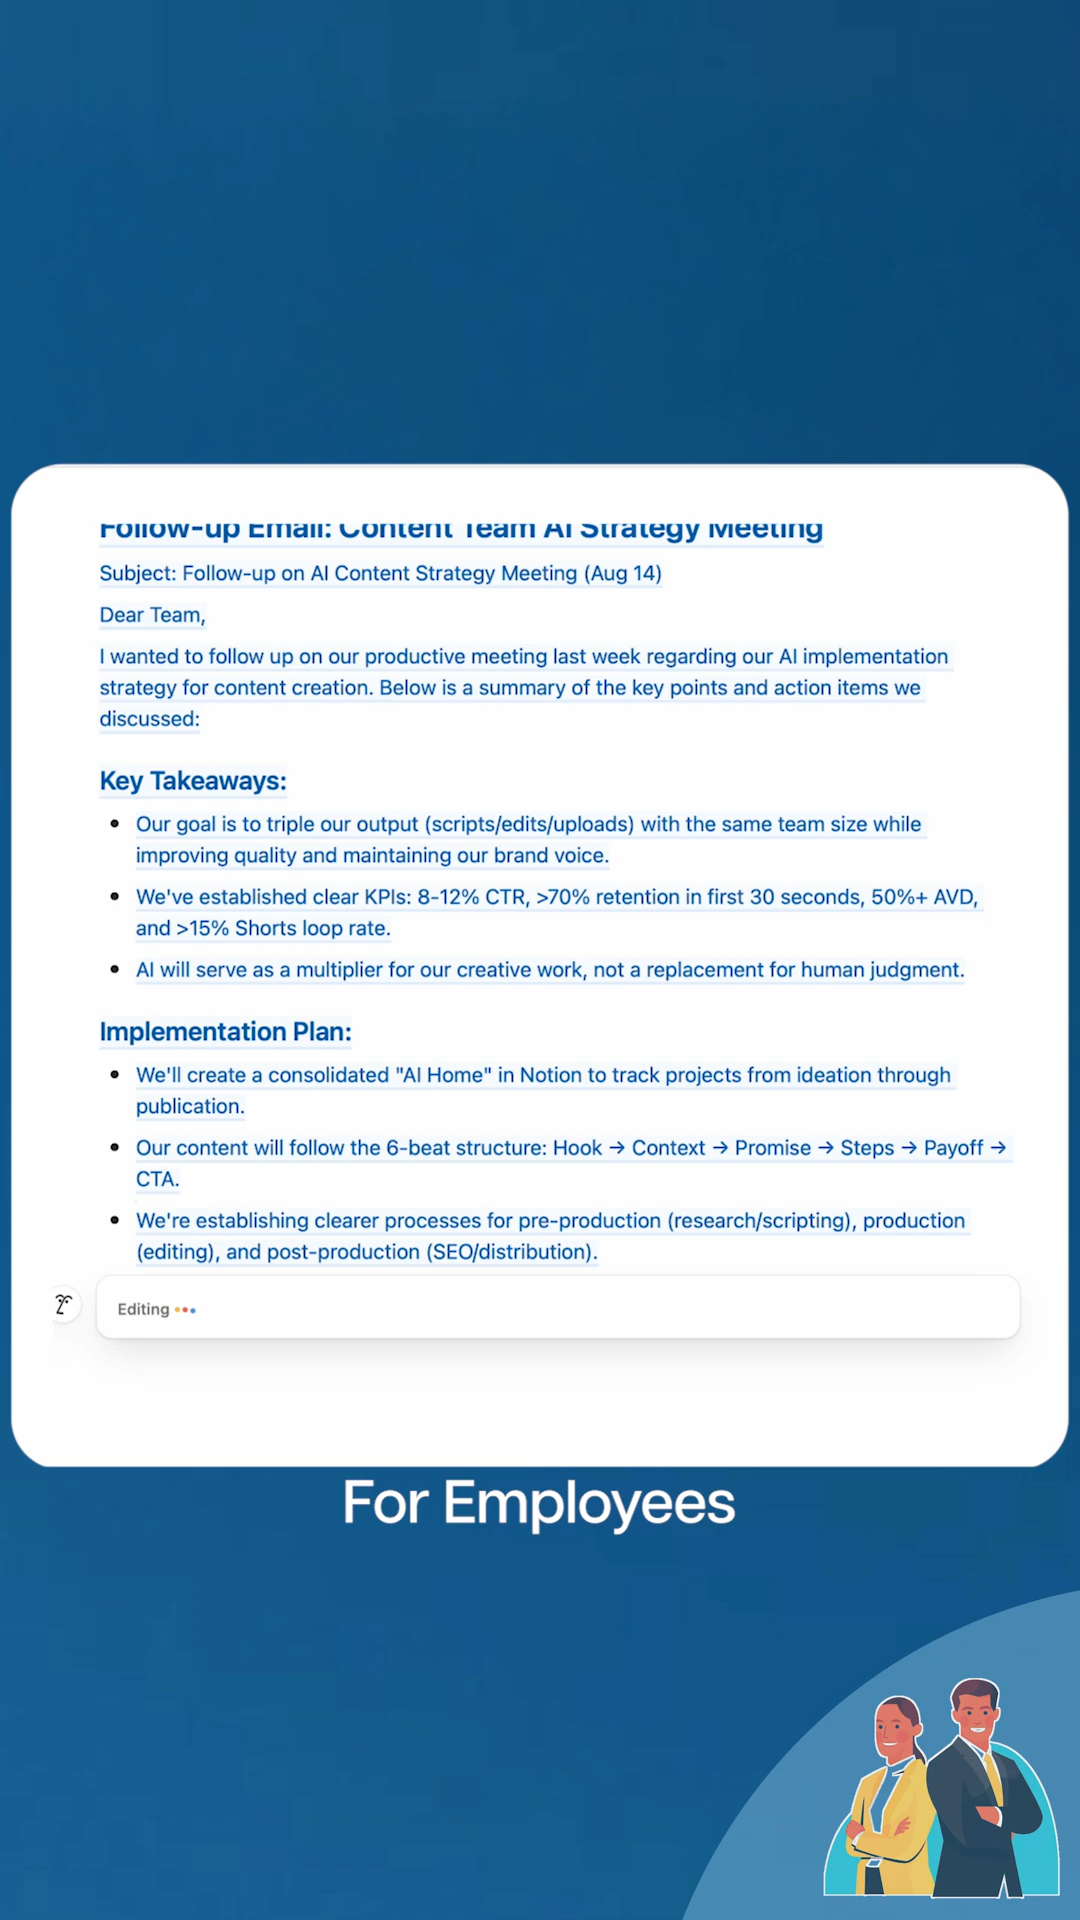 Follow-up Email: Content Team AI Strategy Meeting
Subject: Follow-up on AI Content Strategy Meeting (Aug 14)
Dear Team,
I wanted to follow up on our productive meeting last week regarding our AI implementation
strategy for content creation. Below is a summary of the key points and action items we
discussed:
Key Takeaways:
• Our goal is to triple our output (scripts/edits/uploads) with the same team size while
improving quality and maintaining our brand voice.
• We've established clear KPIs: 8-12% CTR, >70% retention in first 30 seconds, 50%+ AVD,
and >15% Shorts loop rate.
• AI will serve as a multiplier for our creative work, not a replacement for human judgment.
Implementation Plan:
• We'll create a consolidated "AI Home" in Notion to track projects from ideation through
publication.
• Our content will follow the 6-beat structure: Hook → Context → Promise → Steps → Payoff →
CTA.
• We're establishing clearer processes for pre-production (research/scripting), production
(editing), and post-production (SEO/distribution).
Editing •••
For Employees